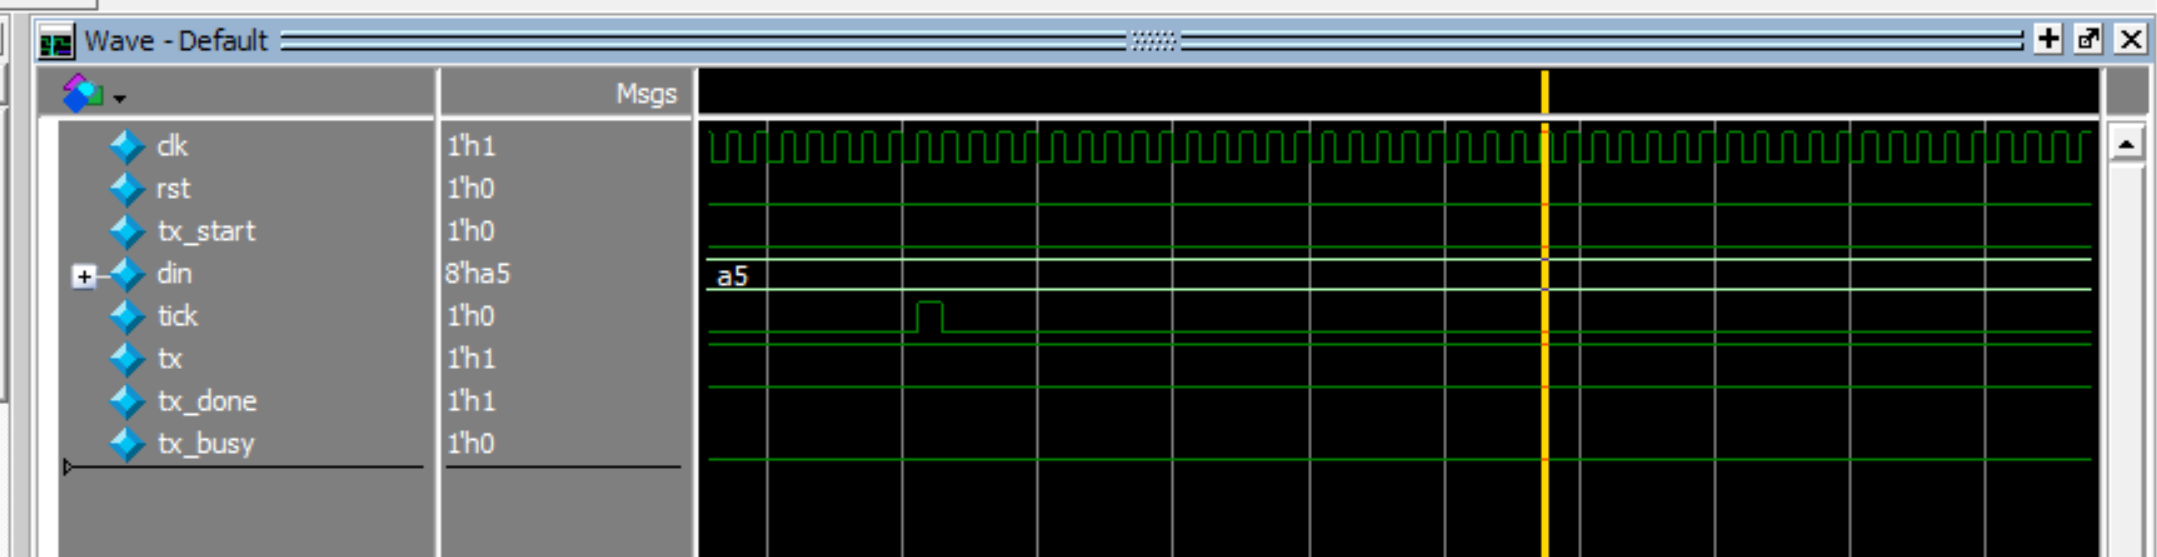 Wave - Default
Msgs
clk 1'h1
rst 1'h0
tx_start 1'h0
din 8'ha5 a5
tick 1'h0
tx 1'h1
tx_done 1'h1
tx_busy 1'h0